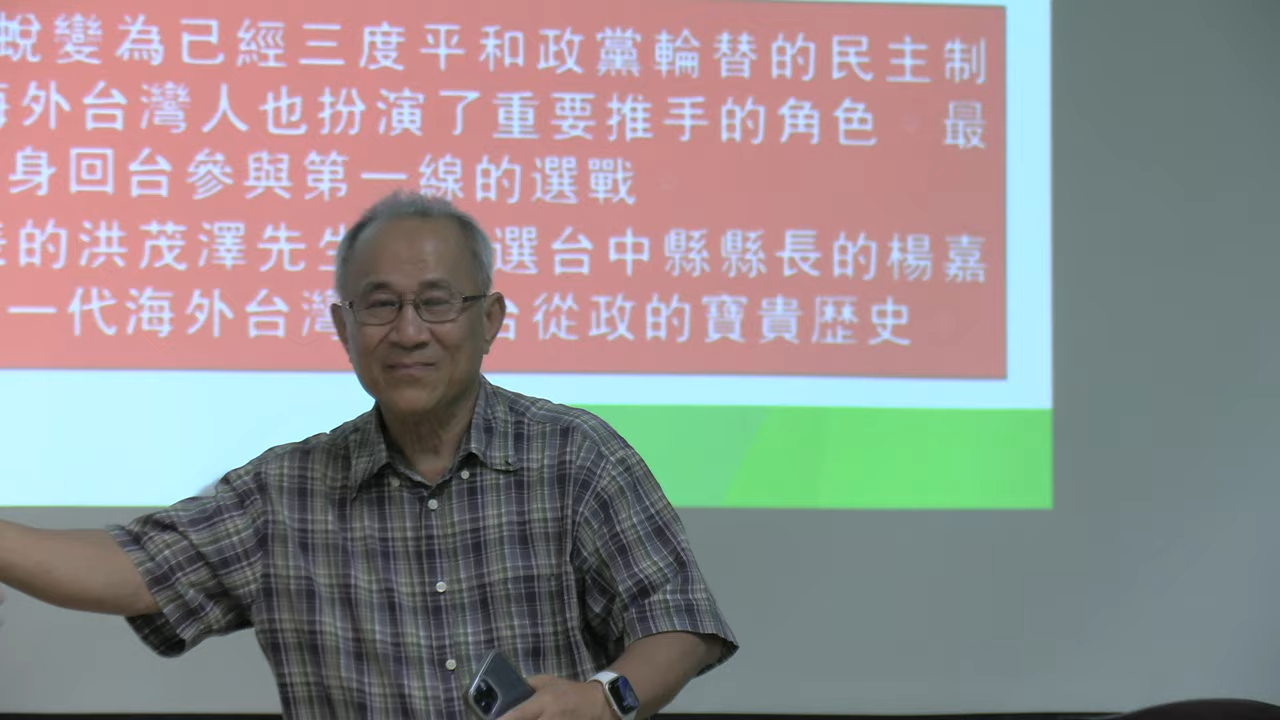 蛻變為已經三度平和政黨輪替的民主制
海外台灣人也扮演了重要推手的角色 最
身回台參與第一線的選戰
的洪茂澤先生 選台中縣縣長的楊嘉
一代海外台灣 台從政的寶貴歷史